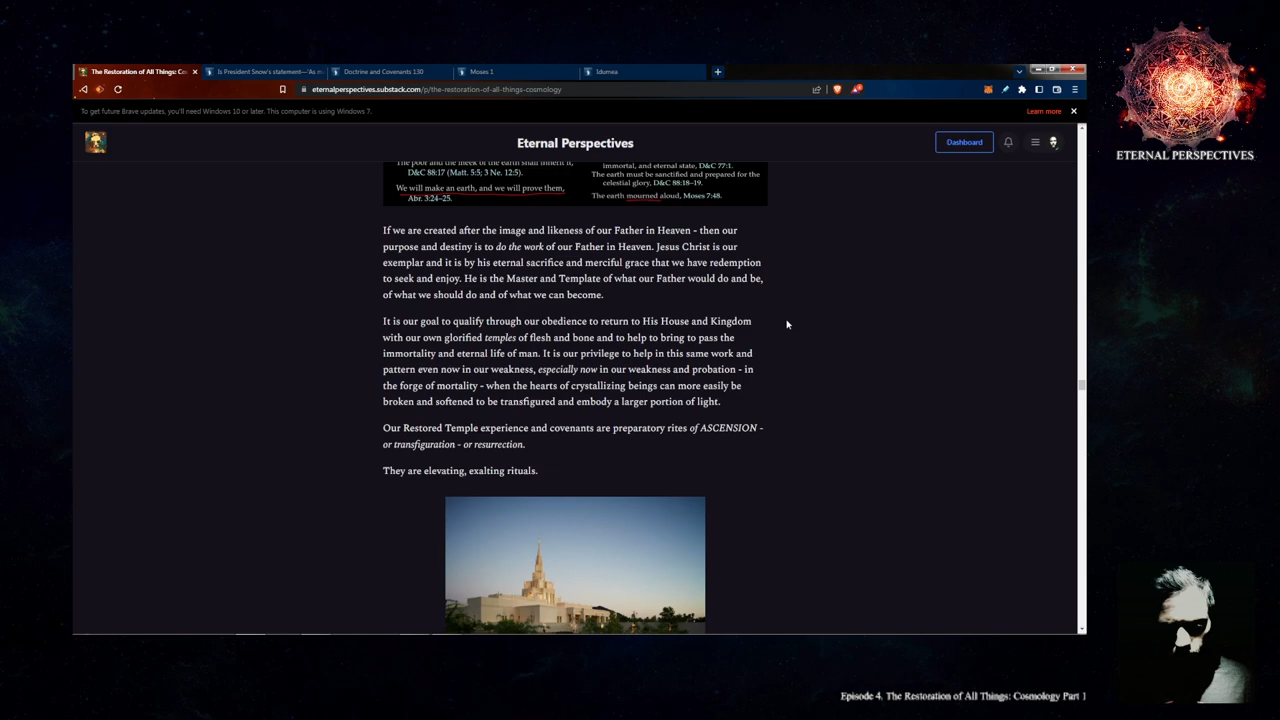 The Restoration of All Things: Co
Is President Snow's statement—'As m
Doctrine and Covenants 130
Moses 1
Idumea
eternalperspectives.substack.com/p/the-restoration-of-all-things-cosmology
To get future Brave updates, you'll need Windows 10 or later. This computer is using Windows 7.
Learn more
Eternal Perspectives
Dashboard
ETERNAL PERSPECTIVES
The poor and the meek of the earth shall inherit it,
D&C 88:17 (Matt. 5:5; 3 Ne. 12:5).
We will make an earth, and we will prove them,
Abr. 3:24–25.
immortal, and eternal state, D&C 77:1.
The earth must be sanctified and prepared for the
celestial glory, D&C 88:18–19.
The earth mourned aloud, Moses 7:48.
If we are created after the image and likeness of our Father in Heaven - then our
purpose and destiny is to do the work of our Father in Heaven. Jesus Christ is our
exemplar and it is by his eternal sacrifice and merciful grace that we have redemption
to seek and enjoy. He is the Master and Template of what our Father would do and be,
of what we should do and of what we can become.
It is our goal to qualify through our obedience to return to His House and Kingdom
with our own glorified temples of flesh and bone and to help to bring to pass the
immortality and eternal life of man. It is our privilege to help in this same work and
pattern even now in our weakness, especially now in our weakness and probation - in
the forge of mortality - when the hearts of crystallizing beings can more easily be
broken and softened to be transfigured and embody a larger portion of light.
Our Restored Temple experience and covenants are preparatory rites of ASCENSION -
or transfiguration - or resurrection.
They are elevating, exalting rituals.
Episode 4. The Restoration of All Things: Cosmology Part 1